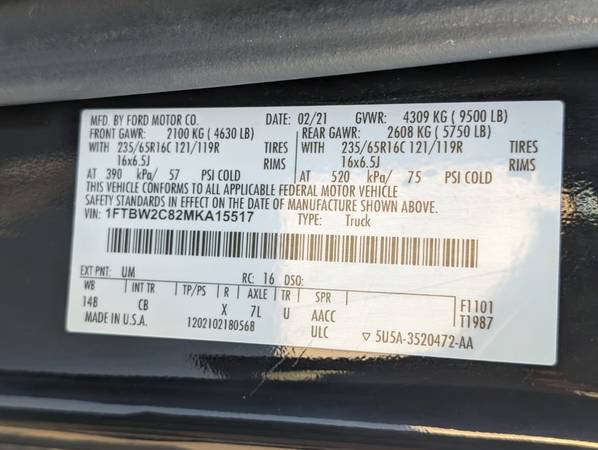 MFD. BY FORD MOTOR CO. DATE: 02/21 GVWR: 4309 KG ( 9500 LB)
FRONT GAWR: 2100 KG ( 4630 LB) REAR GAWR: 2608 KG ( 5750 LB)
WITH 235/65R16C 121/119R TIRES WITH 235/65R16C 121/119R TIRES
16x6.5J RIMS 16x6.5J RIMS
AT 390 kPa/ 57 PSI COLD AT 520 kPa/ 75 PSI COLD
THIS VEHICLE CONFORMS TO ALL APPLICABLE FEDERAL MOTOR VEHICLE
SAFETY STANDARDS IN EFFECT ON THE DATE OF MANUFACTURE SHOWN ABOVE.
VIN: 1FTBW2C82MKA15517 TYPE: Truck
EXT PNT: UM RC: 16 DSO:
WB INT TR TP/PS R AXLE TR SPR F1101
148 CB X 7L U AACC T1987
MADE IN U.S.A. 1202102180568 ULC 5U5A-3520472-AA